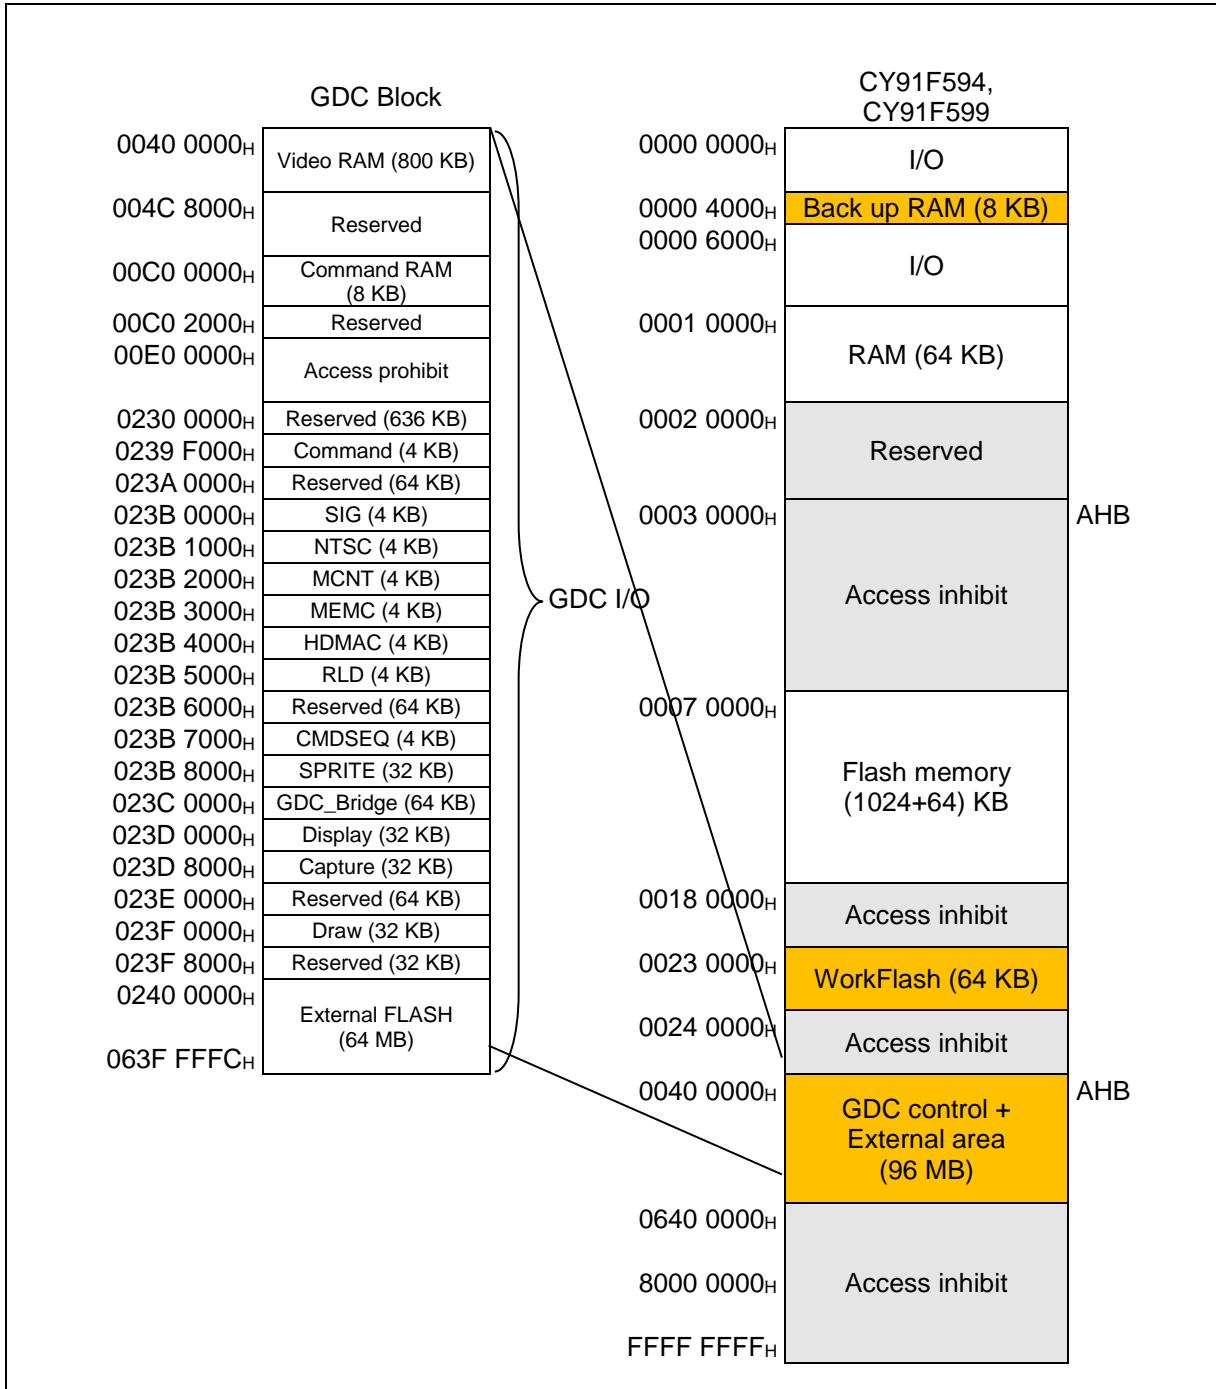 GDC Block
0040 0000H
Video RAM (800 KB)
004C 8000H
Reserved
00C0 0000H
Command RAM
(8 KB)
00C0 2000H
Reserved
00E0 0000H
Access prohibit
0230 0000H
Reserved (636 KB)
0239 F000H
Command (4 KB)
023A 0000H
Reserved (64 KB)
023B 0000H
SIG (4 KB)
023B 1000H
NTSC (4 KB)
023B 2000H
MCNT (4 KB)
023B 3000H
MEMC (4 KB)
023B 4000H
HDMAC (4 KB)
023B 5000H
RLD (4 KB)
023B 6000H
Reserved (64 KB)
023B 7000H
CMDSEQ (4 KB)
023B 8000H
SPRITE (32 KB)
023C 0000H
GDC_Bridge (64 KB)
023D 0000H
Display (32 KB)
023D 8000H
Capture (32 KB)
023E 0000H
Reserved (64 KB)
023F 0000H
Draw (32 KB)
023F 8000H
Reserved (32 KB)
0240 0000H
External FLASH
(64 MB)
063F FFFCH
GDC I/O
CY91F594,
CY91F599
0000 0000H
I/O
0000 4000H
Back up RAM (8 KB)
0000 6000H
I/O
0001 0000H
RAM (64 KB)
0002 0000H
Reserved
0003 0000H
AHB
Access inhibit
0007 0000H
Flash memory
(1024+64) KB
0018 0000H
Access inhibit
0023 0000H
WorkFlash (64 KB)
0024 0000H
Access inhibit
0040 0000H
AHB
GDC control +
External area
(96 MB)
0640 0000H
8000 0000H
Access inhibit
FFFF FFFFH